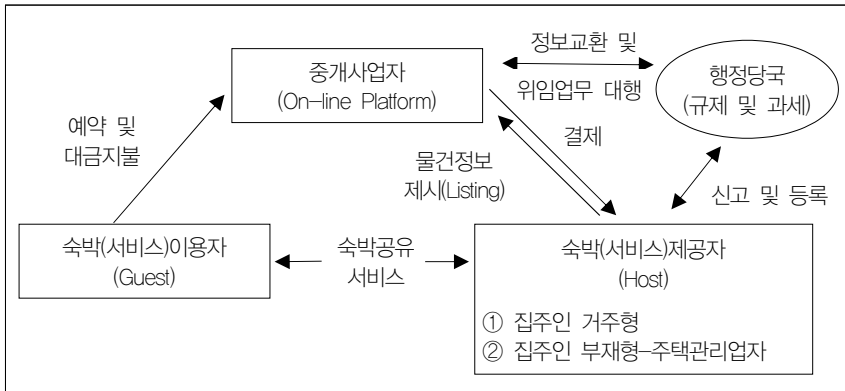 중개사업자
(On-line Platform)
정보교환 및
위임업무 대행
행정당국
(규제 및 과세)
예약 및
대금지불
물건정보
제시(Listing)
결제
신고 및 등록
숙박(서비스)이용자
(Guest)
숙박공유
서비스
숙박(서비스)제공자
(Host)
① 집주인 거주형
② 집주인 부재형-주택관리업자